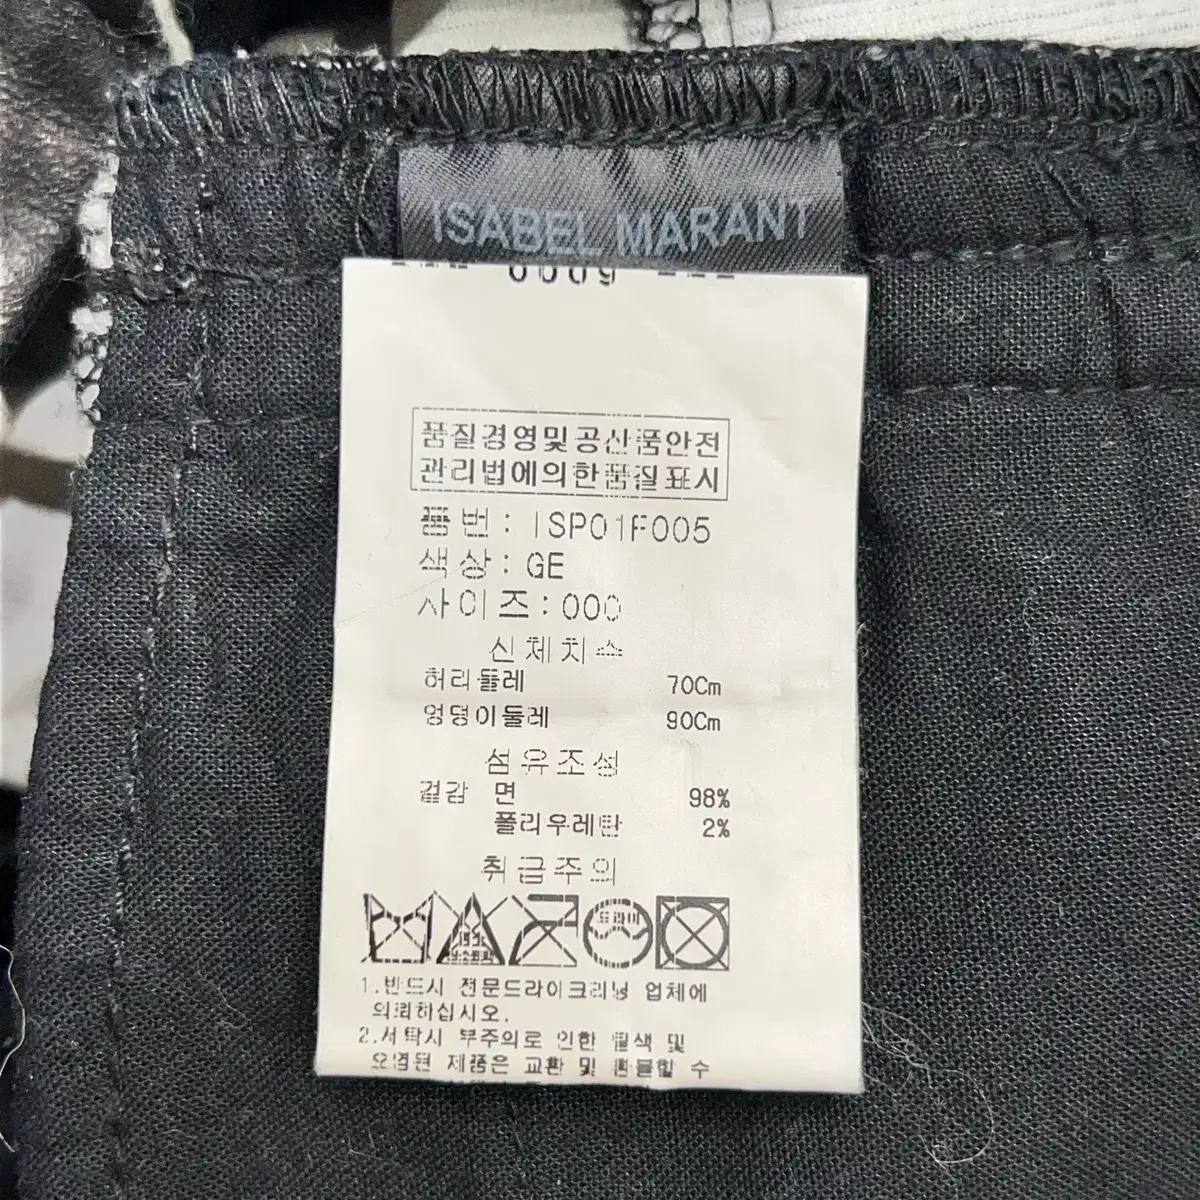 ISABEL MARANT
0009
품질경영및공산품안전
관리법에의한품질표시
품 번 : ISP01F005
색 상 : GE
사 이 즈 : 000
신 체 치 수
허리둘레 70Cm
엉덩이둘레 90Cm
섬 유 조 성
겉감 면 98%
폴리우레탄 2%
취 급 주 의
드라이
1.반드시 전문드라이크리닝 업체에
의뢰하십시오.
2.세탁시 부주의로 인한 탈색 및
오염된 제품은 교환 및 환불할 수